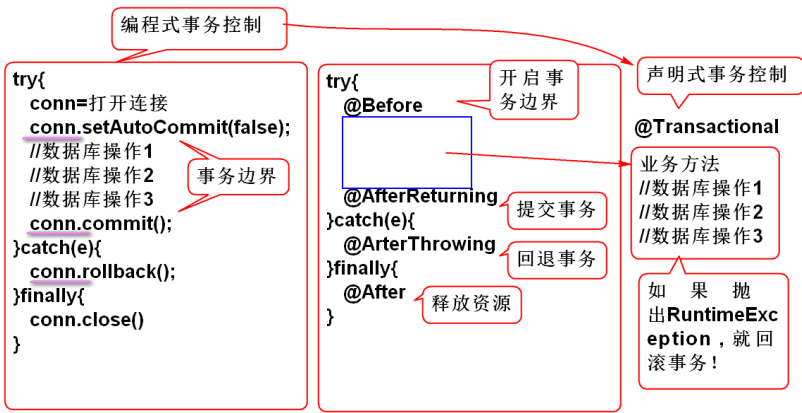 编程式事务控制
try{
conn=打开连接
conn.setAutoCommit(false);
//数据库操作1
//数据库操作2
//数据库操作3
conn.commit();
}catch(e){
conn.rollback();
}finally{
conn.close()
}
事务边界
try{
@Before
@AfterReturning
}catch(e){
@ArterThrowing
}finally{
@After
}
开启事
务边界
提交事务
回退事务
释放资源
声明式事务控制
@Transactional
业务方法
//数据库操作1
//数据库操作2
//数据库操作3
如果抛
出RuntimeExc
eption，就回
滚事务！